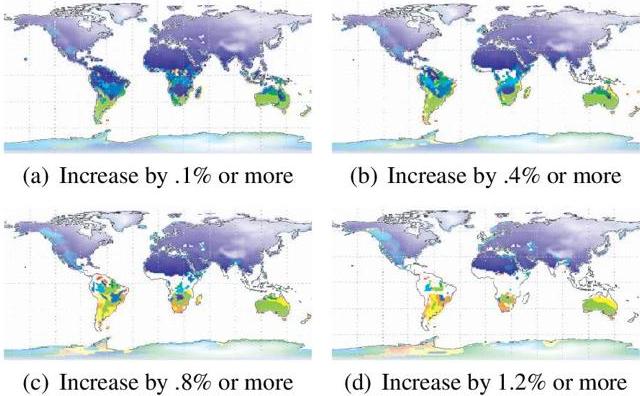 (a) Increase by .1% or more
(b) Increase by .4% or more
(c) Increase by .8% or more
(d) Increase by 1.2% or more